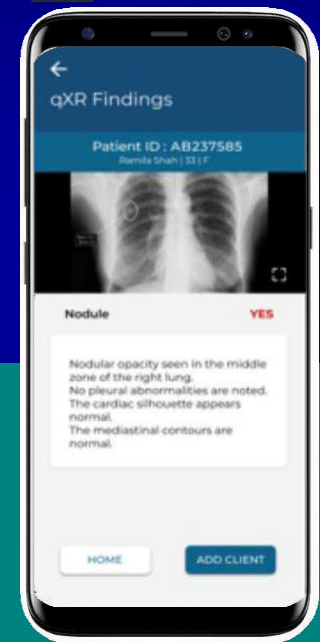 qXR Findings
Patient ID : AB237585
Ramila Shah | 33 | F
Nodule YES
Nodular opacity seen in the middle
zone of the right lung.
No pleural abnormalities are noted.
The cardiac silhouette appears
normal.
The mediastinal contours are
normal.
HOME ADD CLIENT